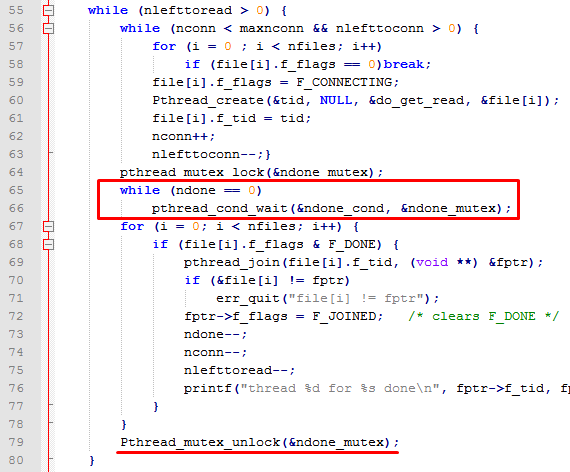 55 while (nlefttoread > 0) {
56 while (nconn < maxnconn && nlefttoconn > 0) {
57 for (i = 0 ; i < nfiles; i++)
58 if (file[i].f_flags == 0)break;
59 file[i].f_flags = F_CONNECTING;
60 Pthread_create(&tid, NULL, &do_get_read, &file[i]);
61 file[i].f_tid = tid;
62 nconn++;
63 nlefttoconn--;}
64 pthread_mutex_lock(&ndone_mutex);
65 while (ndone == 0)
66 pthread_cond_wait(&ndone_cond, &ndone_mutex);
67 for (i = 0; i < nfiles; i++) {
68 if (file[i].f_flags & F_DONE) {
69 pthread_join(file[i].f_tid, (void **) &fptr);
70 if (&file[i] != fptr)
71 err_quit("file[i] != fptr");
72 fptr->f_flags = F_JOINED; /* clears F_DONE */
73 ndone--;
74 nconn--;
75 nlefttoread--;
76 printf("thread %d for %s done\n", fptr->f_tid, fp
77 }
78 }
79 Pthread_mutex_unlock(&ndone_mutex);
80 }